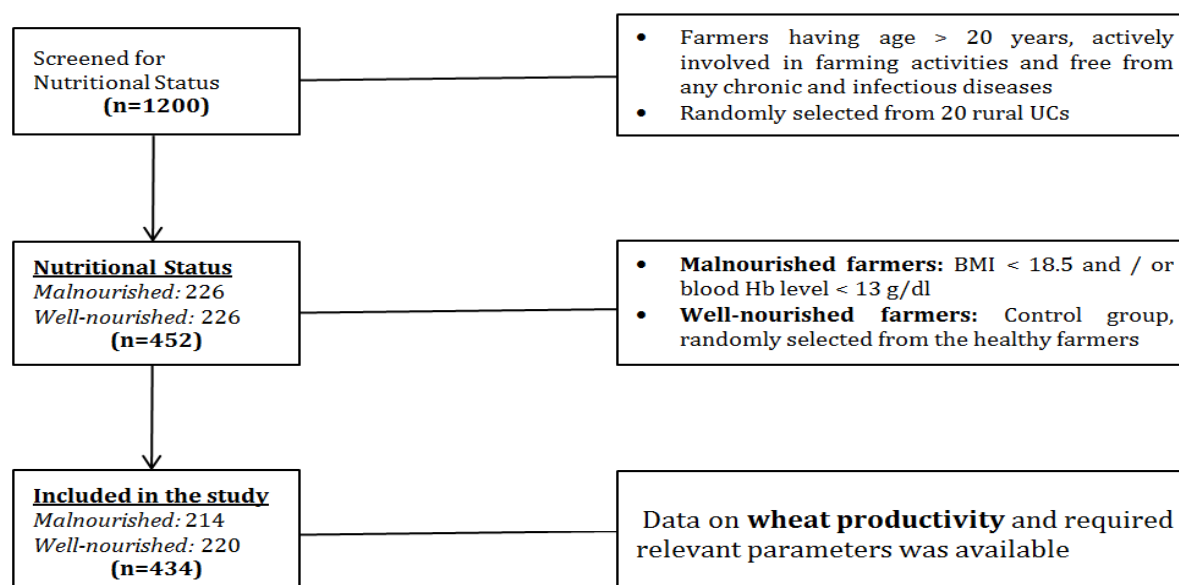 Screened for
Nutritional Status
(n=1200)
• Farmers having age > 20 years, actively
involved in farming activities and free from
any chronic and infectious diseases
• Randomly selected from 20 rural UCs
Nutritional Status
Malnourished: 226
Well-nourished: 226
(n=452)
• Malnourished farmers: BMI < 18.5 and / or
blood Hb level < 13 g/dl
• Well-nourished farmers: Control group,
randomly selected from the healthy farmers
Included in the study
Malnourished: 214
Well-nourished: 220
(n=434)
Data on wheat productivity and required
relevant parameters was available